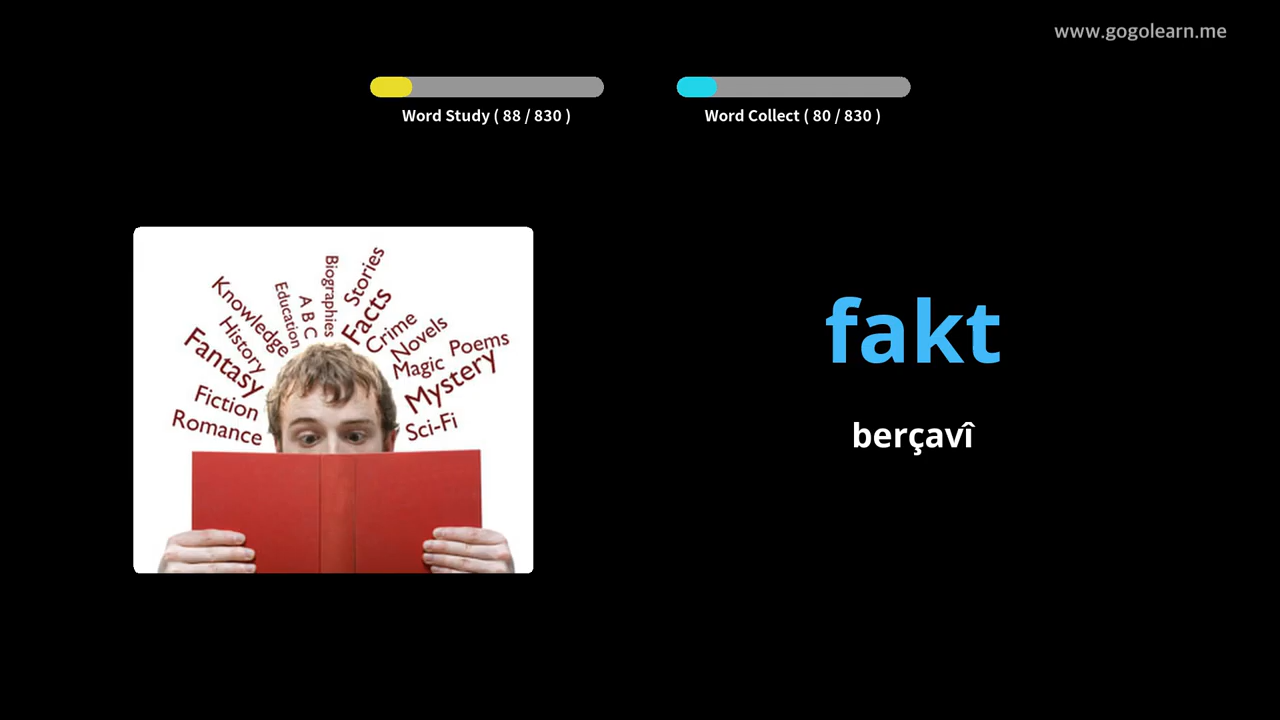 www.gogolearn.me
Word Study ( 88 / 830 )
Word Collect ( 80 / 830 )
Biographies
Stories
Facts
A B C
Education
Knowledge
History
Fantasy
Fiction
Romance
Crime
Novels
Poems
Magic
Mystery
Sci-Fi
fakt
berçavî